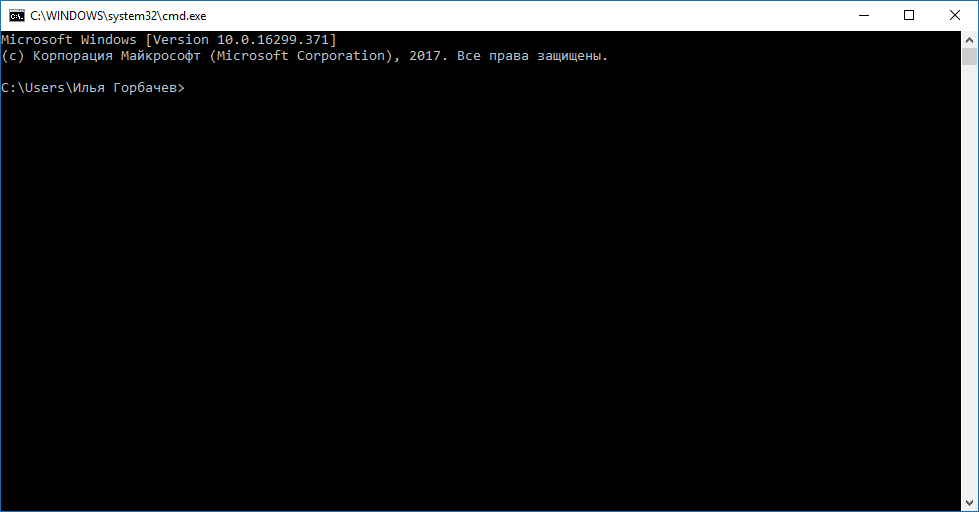 C:\WINDOWS\system32\cmd.exe
Microsoft Windows [Version 10.0.16299.371]
(c) Корпорация Майкрософт (Microsoft Corporation), 2017. Все права защищены.
C:\Users\Илья Горбачев>